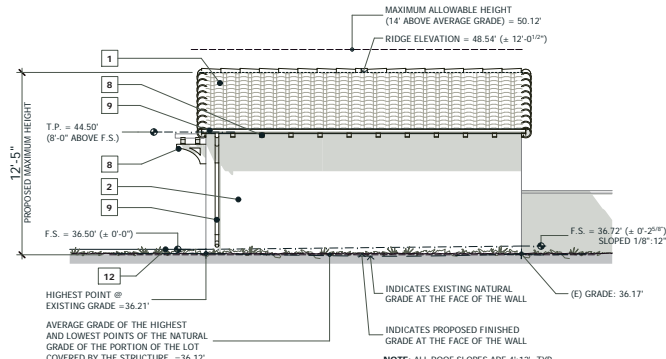 MAXIMUM ALLOWABLE HEIGHT
(14' ABOVE AVERAGE GRADE) = 50.12'
RIDGE ELEVATION = 48.54' (± 12'-0 1/2")
1
8
9
T.P. = 44.50'
(8'-0" ABOVE F.S.)
12'-5"
PROPOSED MAXIMUM HEIGHT
8
2
9
F.S. = 36.50' (± 0'-0")
F.S. = 36.72' (± 0'-2 5/8")
SLOPED 1/8":12"
12
HIGHEST POINT @
EXISTING GRADE =36.21'
INDICATES EXISTING NATURAL
GRADE AT THE FACE OF THE WALL
(E) GRADE: 36.17'
AVERAGE GRADE OF THE HIGHEST
AND LOWEST POINTS OF THE NATURAL
GRADE OF THE PORTION OF THE LOT
COVERED BY THE STRUCTURE =36.12'
INDICATES PROPOSED FINISHED
GRADE AT THE FACE OF THE WALL
NOTE: ALL ROOF SLOPES ARE 4':12' TYP.